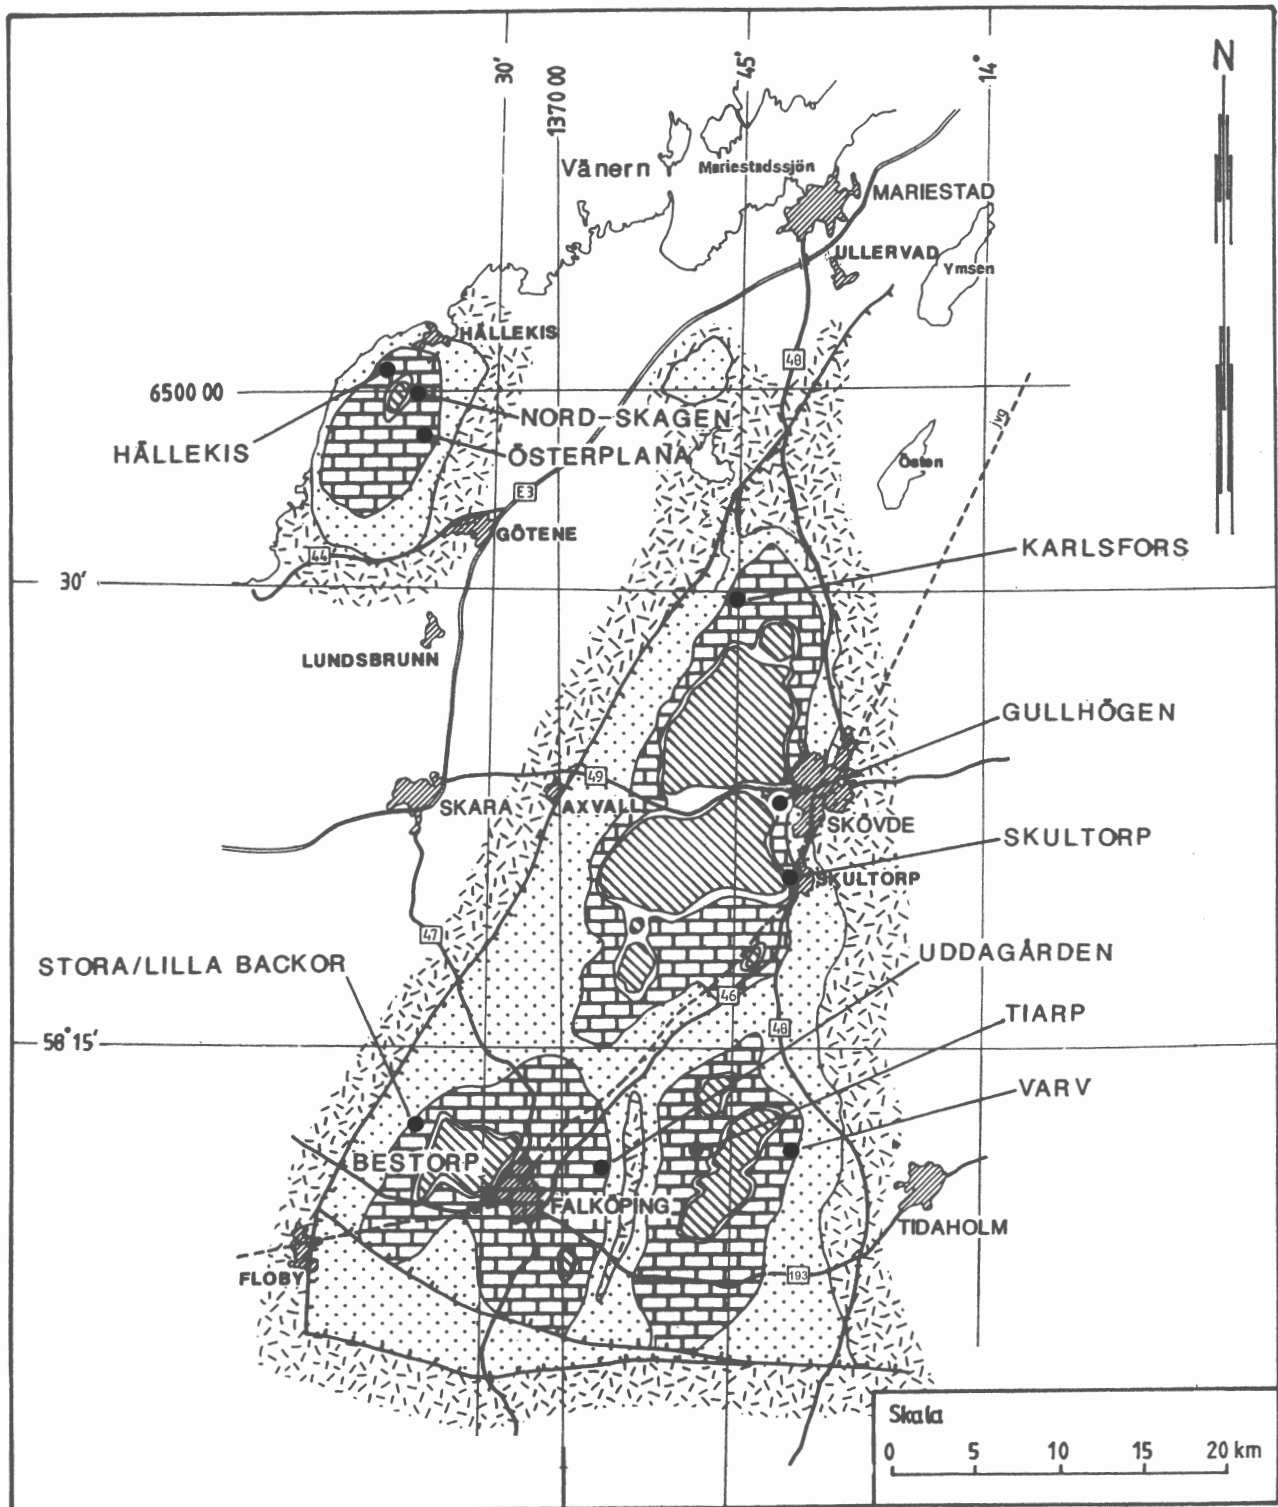 30'
1370 00
45'
14°
N
Vänern
Mariestadssjön
MARIESTAD
ULLERVAD
Ymsen
HÄLLEKIS
6500 00
48
NORD-SKAGEN
jvg
HÄLLEKIS
ÖSTERPLANA
Östen
E3
GÖTENE
44
KARLSFORS
30'
LUNDSBRUNN
GULLHÖGEN
49
SKARA
AXVALL
SKÖVDE
SKULTORP
SKULTORP
47
STORA/LILLA BACKOR
UDDAGÅRDEN
46
TIARP
48
58° 15'
VARV
BESTORP
FALKÖPING
TIDAHOLM
FLOBY
193
Skala
0 5 10 15 20 km